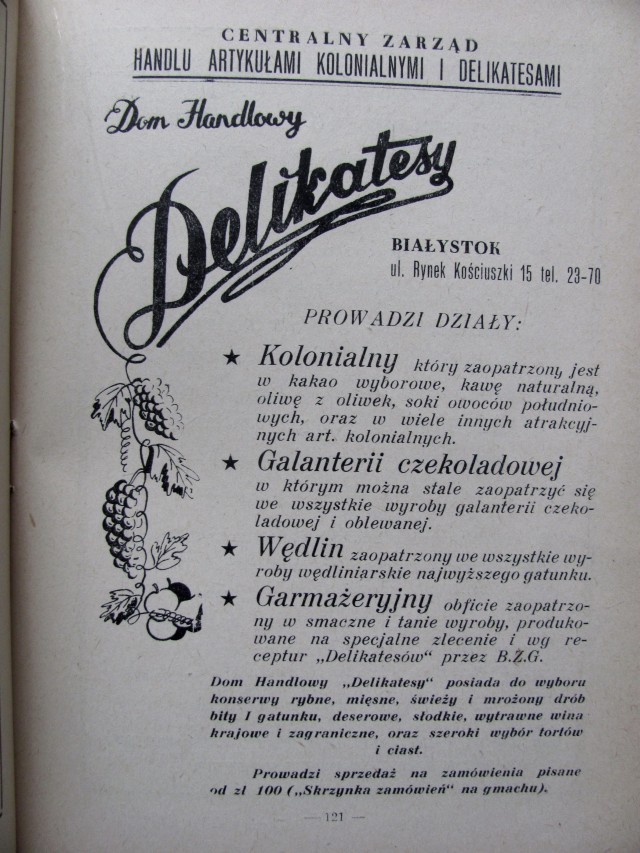 CENTRALNY ZARZĄD
HANDLU ARTYKUŁAMI KOLONIALNYMI I DELIKATESAMI
Dom Handlowy
Delikatesy
BIAŁYSTOK
ul. Rynek Kościuszki 15 tel. 23-70
PROWADZI DZIAŁY:
★ Kolonialny który zaopatrzony jest
w kakao wyborowe, kawę naturalną,
oliwę z oliwek, soki owoców południo-
wych, oraz w wiele innych atrakcyj-
nych art. kolonialnych.
★ Galanterii czekoladowej
w którym można stale zaopatrzyć się
we wszystkie wyroby galanterii czeko-
ladowej i oblewanej.
★ Wędlin zaopatrzony we wszystkie wy-
roby wędliniarskie najwyższego gatunku.
★ Garmażeryjny obficie zaopatrzo-
ny w smaczne i tanie wyroby, produko-
wane na specjalne zlecenie i wg re-
ceptur „Delikatesów" przez B.Z.G.
Dom Handlowy „Delikatesy" posiada do wyboru
konserwy rybne, mięsne, świeży i mrożony drób
bity I gatunku, deserowe, słodkie, wytrawne wina
krajowe i zagraniczne, oraz szeroki wybór tortów
i ciast.
Prowadzi sprzedaż na zamówienia pisane
od zł 100 („Skrzynka zamówień" na gmachu).
— 121 —